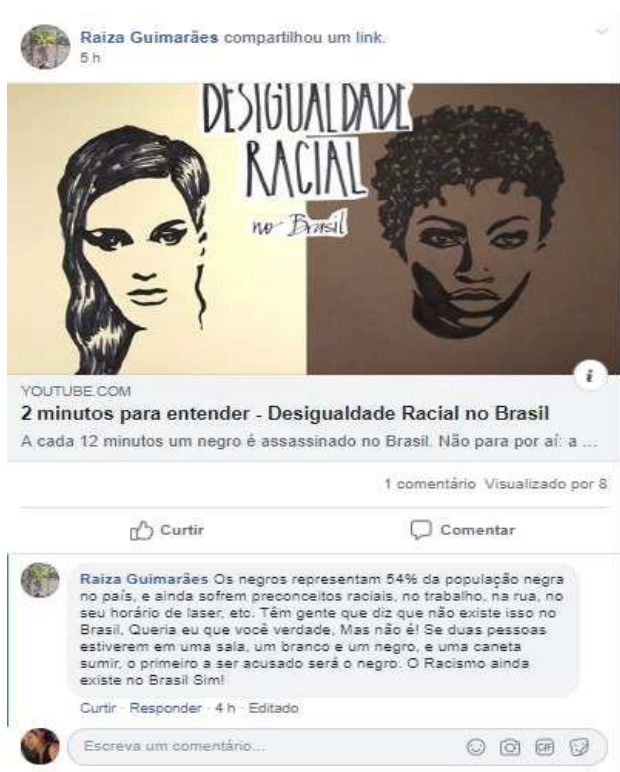 Raiza Guimarães compartilhou um link.
5 h
DESIGUALDADE
RACIAL
no Brasil
i
YOUTUBE.COM
2 minutos para entender - Desigualdade Racial no Brasil
A cada 12 minutos um negro é assassinado no Brasil. Não para por aí: a ...
1 comentário Visualizado por 8
Curtir Comentar
Raiza Guimarães Os negros representam 54% da população negra
no país, e ainda sofrem preconceitos raciais, no trabalho, na rua, no
seu horário de laser, etc. Têm gente que diz que não existe isso no
Brasil, Queria eu que você verdade, Mas não é! Se duas pessoas
estiverem em uma sala, um branco e um negro, e uma caneta
sumir, o primeiro a ser acusado será o negro. O Racismo ainda
existe no Brasil Sim!
Curtir · Responder · 4 h · Editado
Escreva um comentário...
GIF